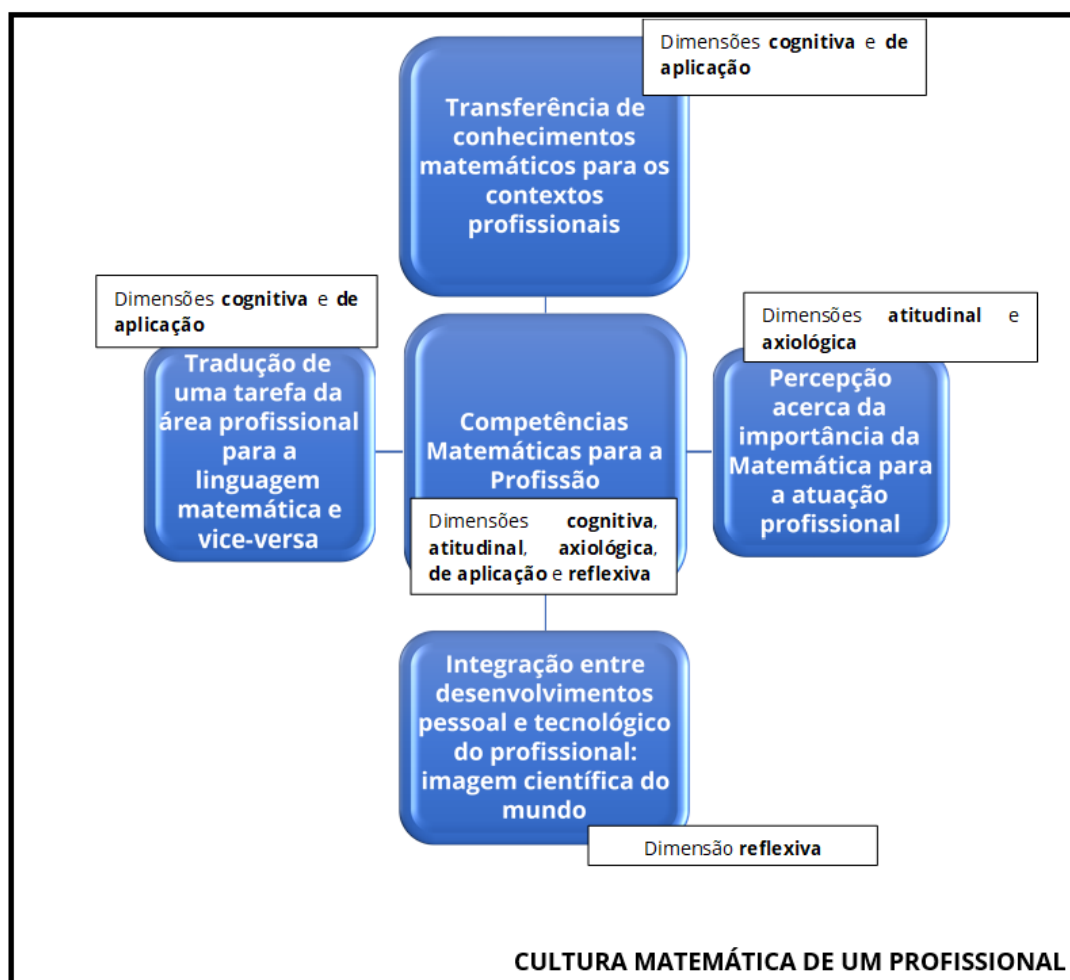 Dimensões cognitiva e de
aplicação
Transferência de
conhecimentos
matemáticos para os
contextos
profissionais
Dimensões cognitiva e de
aplicação
Tradução de
uma tarefa da
área profissional
para a
linguagem
matemática e
vice-versa
Competências
Matemáticas para a
Profissão
Dimensões cognitiva,
atitudinal, axiológica,
de aplicação e reflexiva
Dimensões atitudinal e
axiológica
Percepção
acerca da
importância da
Matemática para
a atuação
profissional
Integração entre
desenvolvimentos
pessoal e tecnológico
do profissional:
imagem científica do
mundo
Dimensão reflexiva
CULTURA MATEMÁTICA DE UM PROFISSIONAL